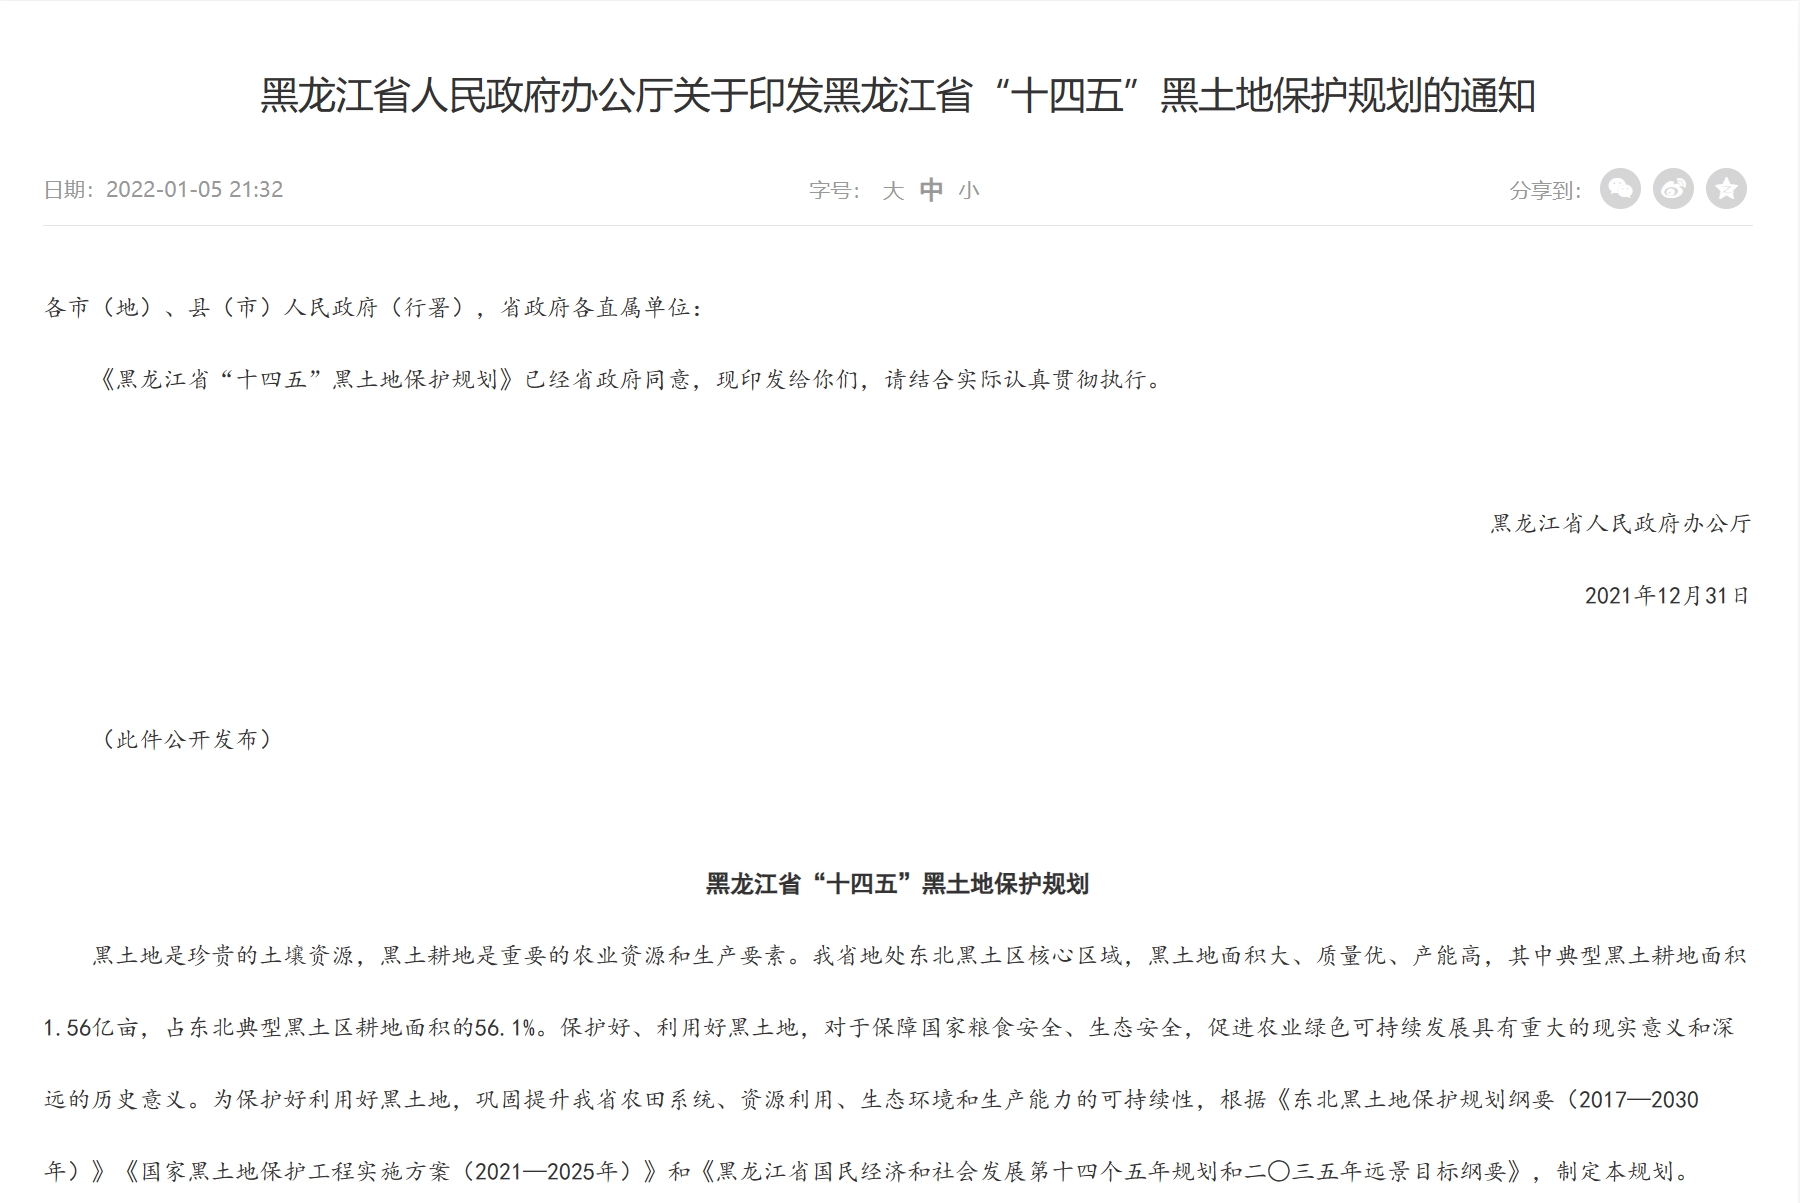 黑龙江省人民政府办公厅关于印发黑龙江省“十四五”黑土地保护规划的通知
日期：2022-01-05 21:32 字号： 大 中 小 分享到：
各市（地）、县（市）人民政府（行署），省政府各直属单位：
《黑龙江省“十四五”黑土地保护规划》已经省政府同意，现印发给你们，请结合实际认真贯彻执行。
黑龙江省人民政府办公厅
2021年12月31日
（此件公开发布）
黑龙江省“十四五”黑土地保护规划
黑土地是珍贵的土壤资源，黑土耕地是重要的农业资源和生产要素。我省地处东北黑土区核心区域，黑土地面积大、质量优、产能高，其中典型黑土耕地面积
1.56亿亩，占东北典型黑土区耕地面积的56.1%。保护好、利用好黑土地，对于保障国家粮食安全、生态安全，促进农业绿色可持续发展具有重大的现实意义和深
远的历史意义。为保护好利用好黑土地，巩固提升我省农田系统、资源利用、生态环境和生产能力的可持续性，根据《东北黑土地保护规划纲要（2017—2030
年）》《国家黑土地保护工程实施方案（2021—2025年）》和《黑龙江省国民经济和社会发展第十四个五年规划和二〇三五年远景目标纲要》，制定本规划。